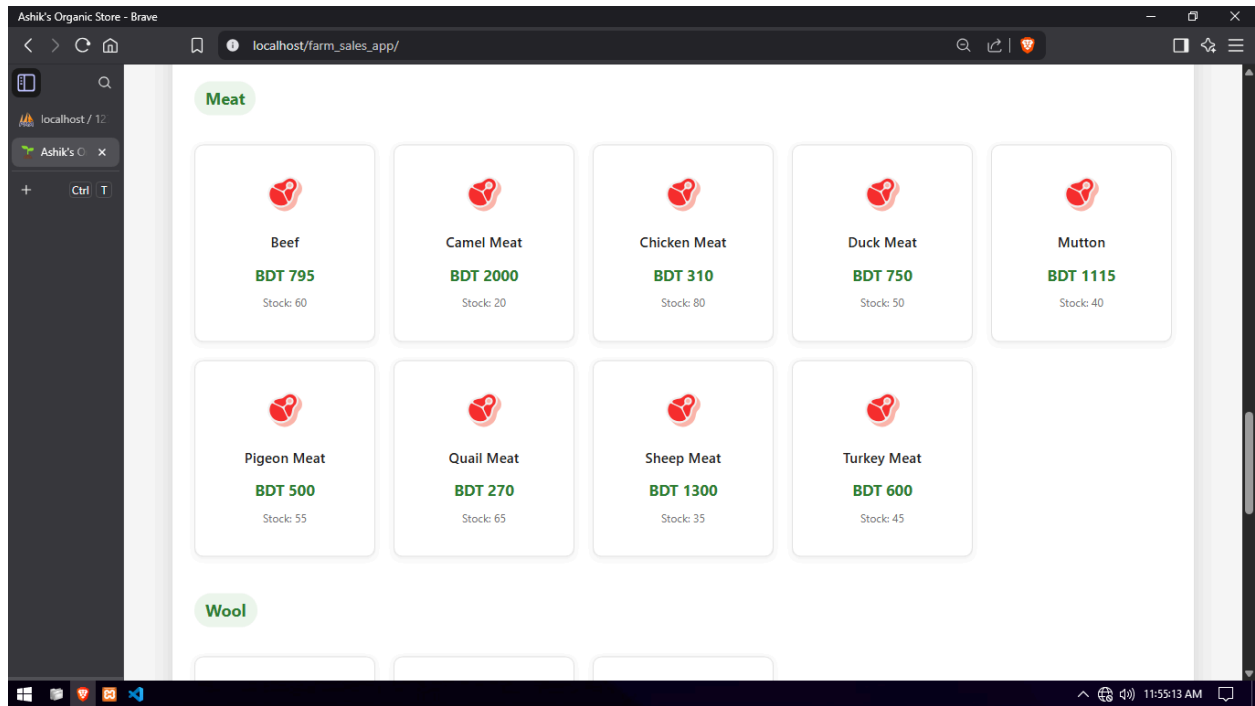 Ashik's Organic Store - Brave
localhost/farm_sales_app/
localhost / 12
Ashik's O
+ Ctrl T
Meat
Beef Camel Meat Chicken Meat Duck Meat Mutton
BDT 795 BDT 2000 BDT 310 BDT 750 BDT 1115
Stock: 60 Stock: 20 Stock: 80 Stock: 50 Stock: 40
Pigeon Meat Quail Meat Sheep Meat Turkey Meat
BDT 500 BDT 270 BDT 1300 BDT 600
Stock: 55 Stock: 65 Stock: 35 Stock: 45
Wool
11:55:13 AM